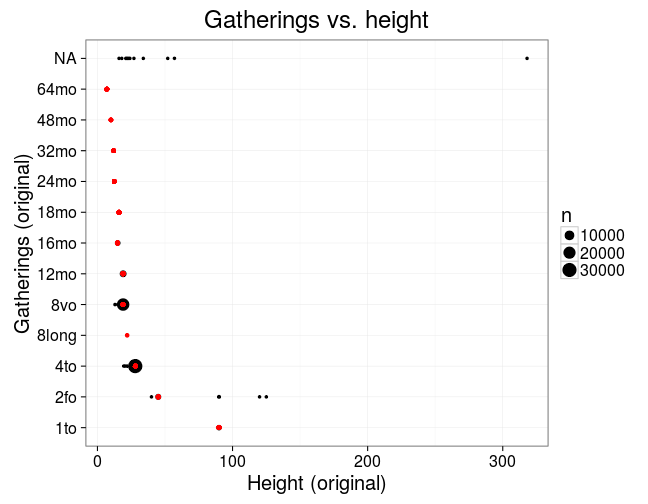 Gatherings vs. height
Gatherings (original)
NA
64mo
48mo
32mo
24mo
18mo
16mo
12mo
8vo
8long
4to
2fo
1to
0 100 200 300
Height (original)
n
10000
20000
30000